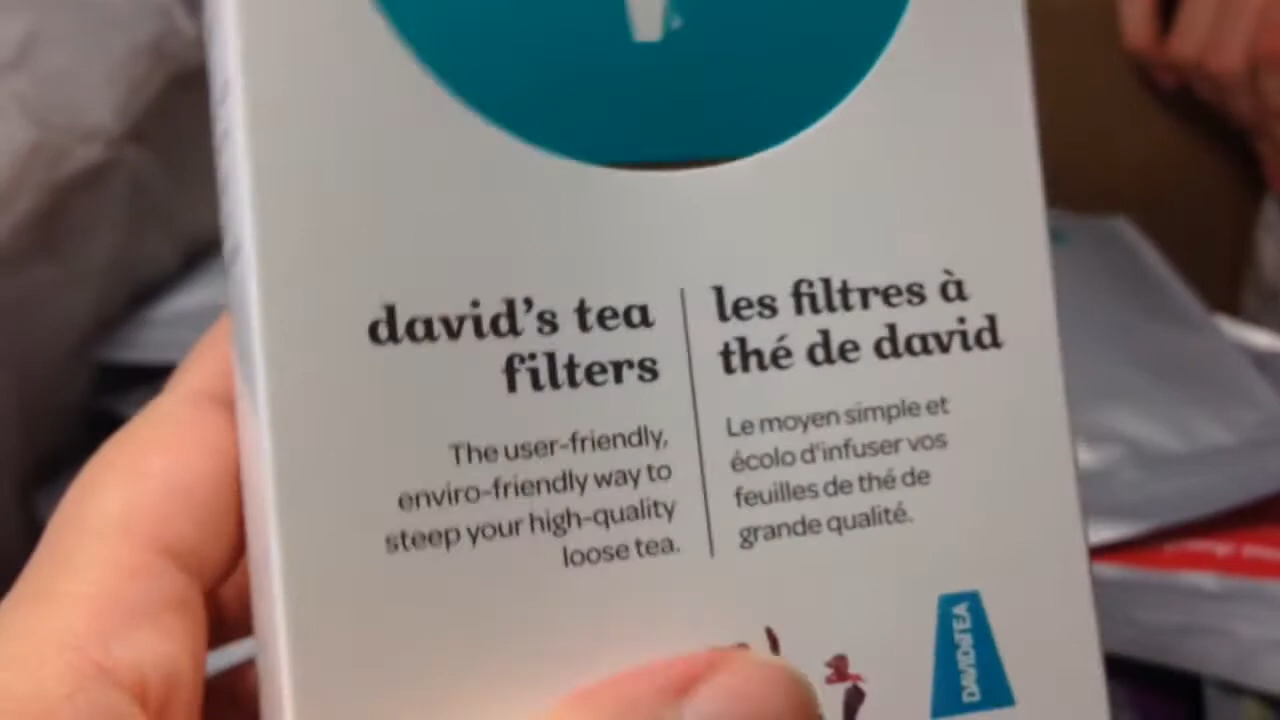 david's tea
filters
The user-friendly,
enviro-friendly way to
steep your high-quality
loose tea.
les filtres à
thé de david
Le moyen simple et
écolo d'infuser vos
feuilles de thé de
grande qualité.
DAVIDsTEA